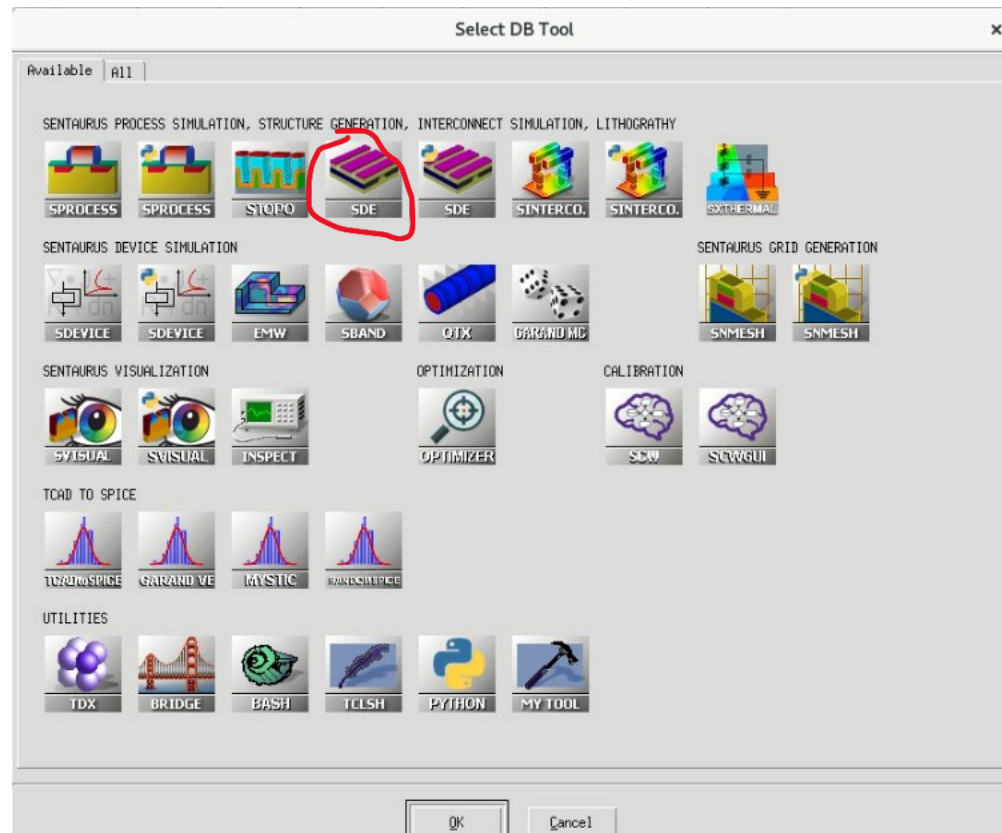 Select DB Tool
Available All
SENTAURUS PROCESS SIMULATION, STRUCTURE GENERATION, INTERCONNECT SIMULATION, LITHOGRATHY
SPROCESS SPROCESS STOPO SDE SDE SINTERCO. SINTERCO. SXTHERMAL
SENTAURUS DEVICE SIMULATION SENTAURUS GRID GENERATION
SDEVICE SDEVICE EMW SBAND QTX GARAND MC SNMESH SNMESH
SENTAURUS VISUALIZATION OPTIMIZATION CALIBRATION
SVISUAL SVISUAL INSPECT OPTIMIZER SCW SCWGUI
TCAD TO SPICE
TCADtoSPICE GARAND VE MYSTIC RANDOMSPICE
UTILITIES
TDX BRIDGE BASH TCLSH PYTHON MY TOOL
OK Cancel